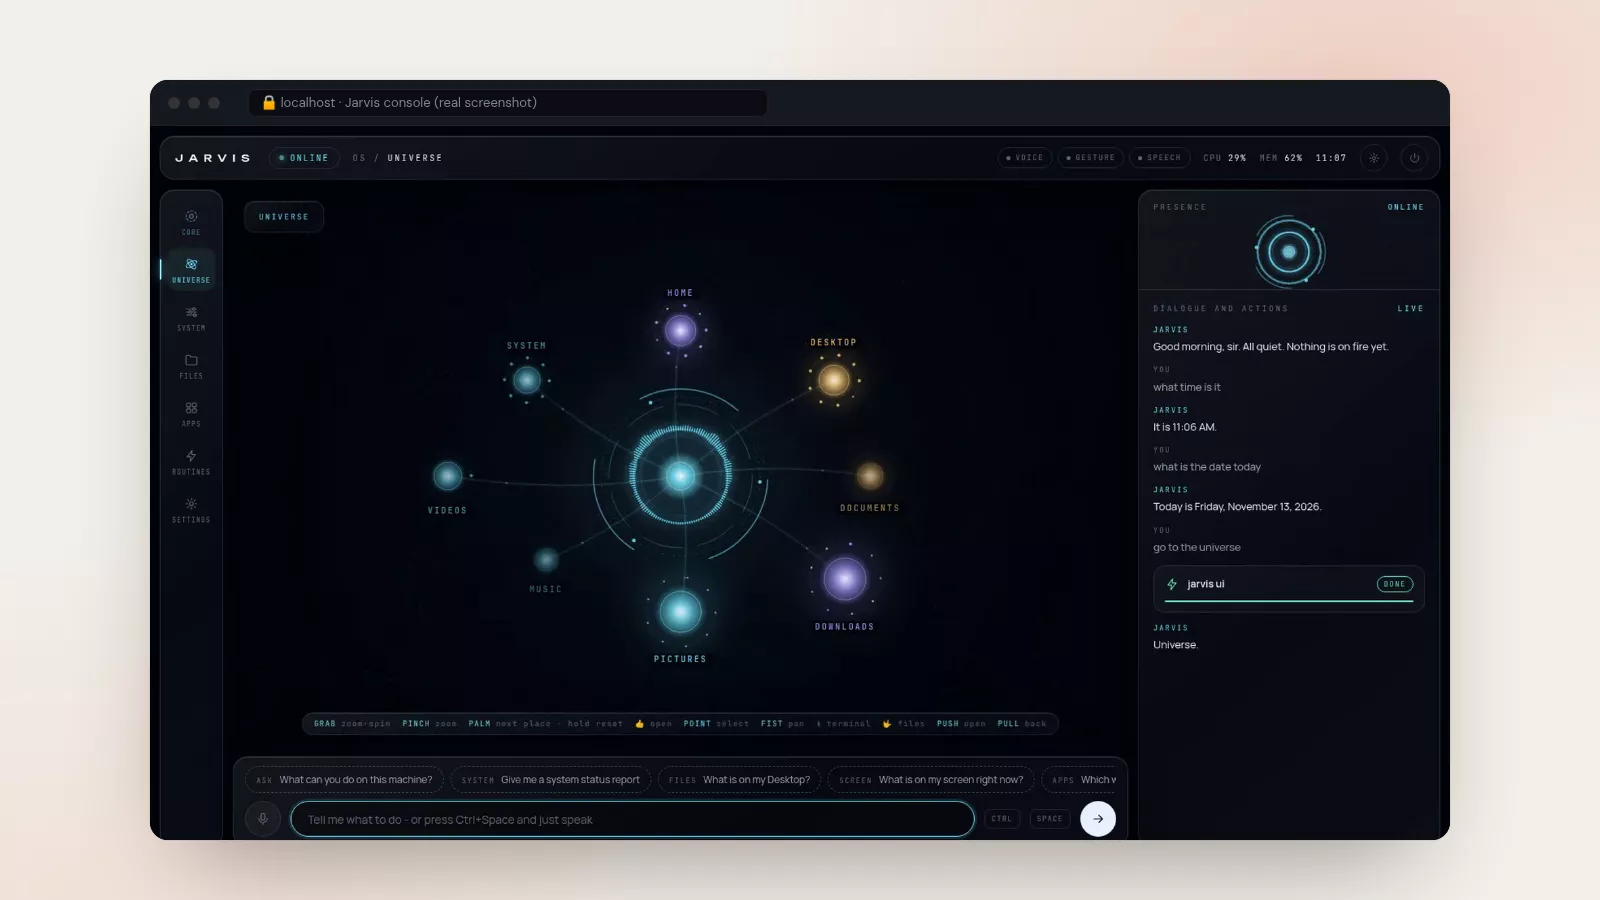 🔒 localhost · Jarvis console (real screenshot)
JARVIS
ONLINE
OS / UNIVERSE
VOICE
GESTURE
SPEECH
CPU 29%
MEM 62%
11:07
CORE
UNIVERSE
SYSTEM
FILES
APPS
ROUTINES
SETTINGS
UNIVERSE
HOME
SYSTEM
DESKTOP
VIDEOS
DOCUMENTS
MUSIC
DOWNLOADS
PICTURES
GRAB zoom·spin PINCH zoom PALM next place · hold reset 👍 open POINT select FIST pan terminal files PUSH open PULL back
ASK What can you do on this machine?
SYSTEM Give me a system status report
FILES What is on my Desktop?
SCREEN What is on my screen right now?
APPS Which
Tell me what to do - or press Ctrl+Space and just speak
CTRL
SPACE
PRESENCE
ONLINE
DIALOGUE AND ACTIONS
LIVE
JARVIS
Good morning, sir. All quiet. Nothing is on fire yet.
YOU
what time is it
JARVIS
It is 11:06 AM.
YOU
what is the date today
JARVIS
Today is Friday, November 13, 2026.
YOU
go to the universe
jarvis ui
DONE
JARVIS
Universe.